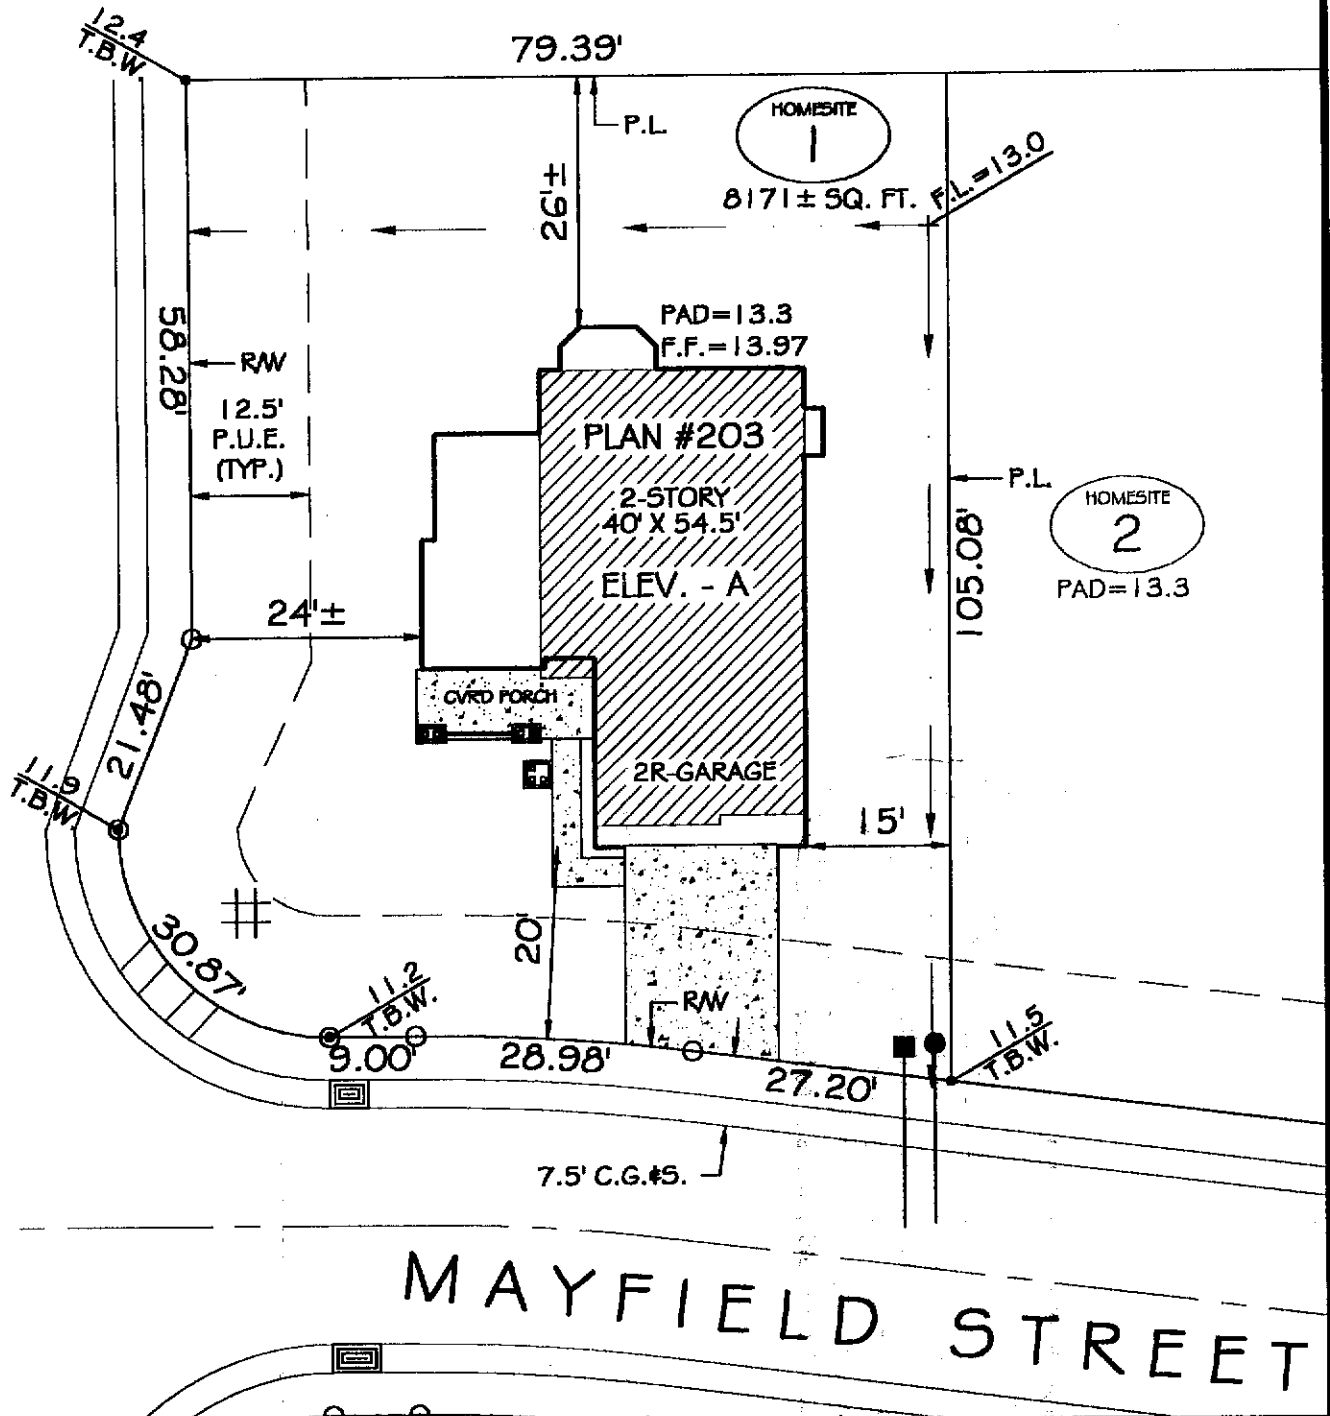 12.4
T.B.W
79.39'
P.L.
HOMESITE
1
8171± SQ. FT.
F.L.=13.0
26'±
58.28'
R/W
12.5'
P.U.E.
(TYP.)
PAD=13.3
F.F.=13.97
PLAN #203
2-STORY
40' X 54.5'
ELEV. - A
P.L.
HOMESITE
2
PAD=13.3
105.08'
24'±
21.48'
CVRD PORCH
11.9
T.B.W.
2R-GARAGE
15'
20'
30.87'
11.2
T.B.W.
R/W
11.5
T.B.W.
9.00'
28.98'
27.20'
7.5' C.G.&S.
MAYFIELD STREET